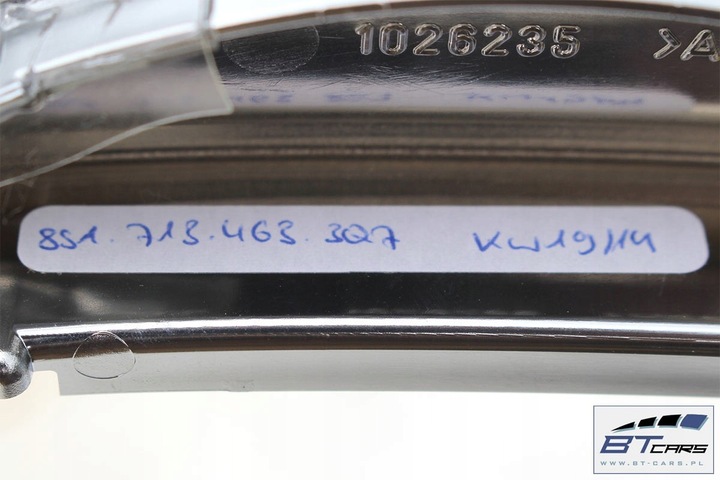 1026235 >A
8S1.713.463.3Q7 KW19/14
BT CARS
WWW.BT-CARS.PL